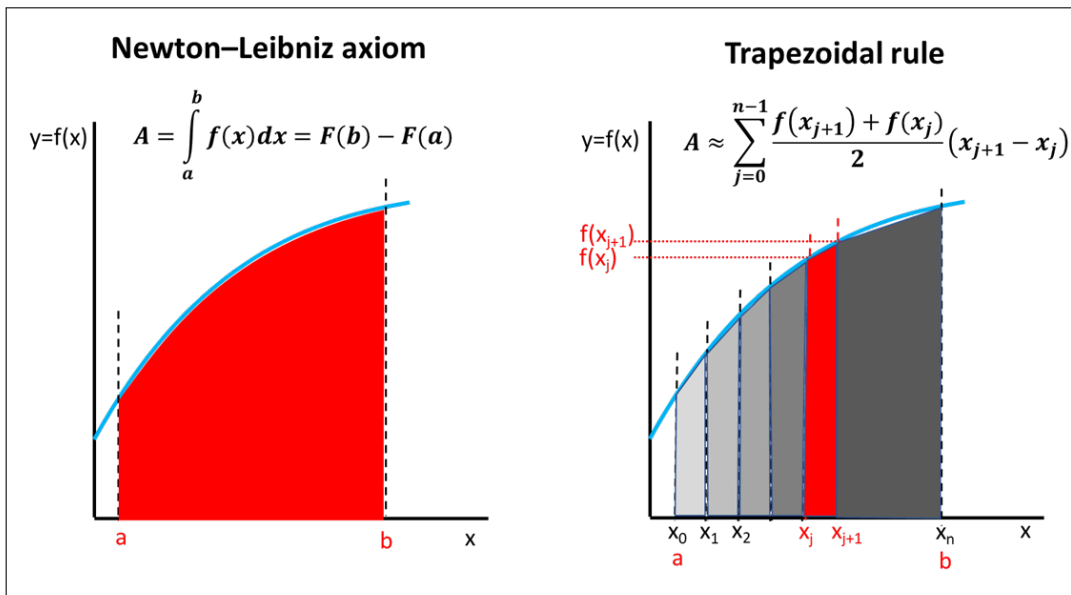 Newton–Leibniz axiom
y=f(x)
A = ∫_a^b f(x)dx = F(b) − F(a)
a
b
x
Trapezoidal rule
y=f(x)
A ≈ ∑_{j=0}^{n-1} \frac{f(x_{j+1}) + f(x_j)}{2} (x_{j+1} − x_j)
f(x_{j+1})
f(x_j)
x_0 x_1 x_2 x_j x_{j+1} x_n x
a b